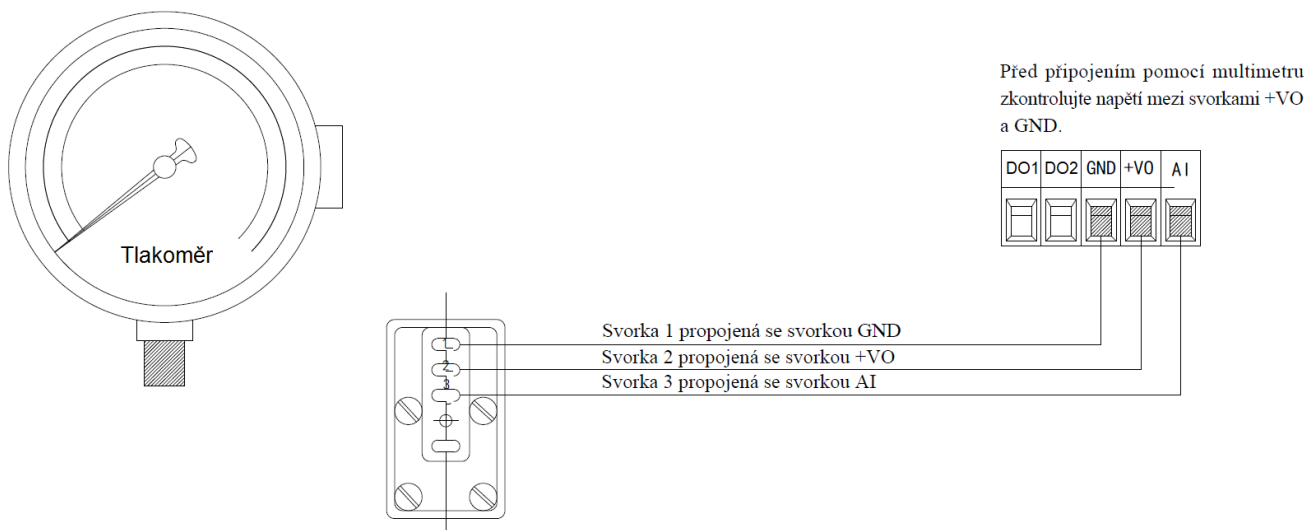 Před připojením pomocí multimetru
zkontrolujte napětí mezi svorkami +VO
a GND.
DO1 DO2 GND +VO AI
Tlakoměr
1
Svorka 1 propojená se svorkou GND
2
Svorka 2 propojená se svorkou +VO
3
Svorka 3 propojená se svorkou AI